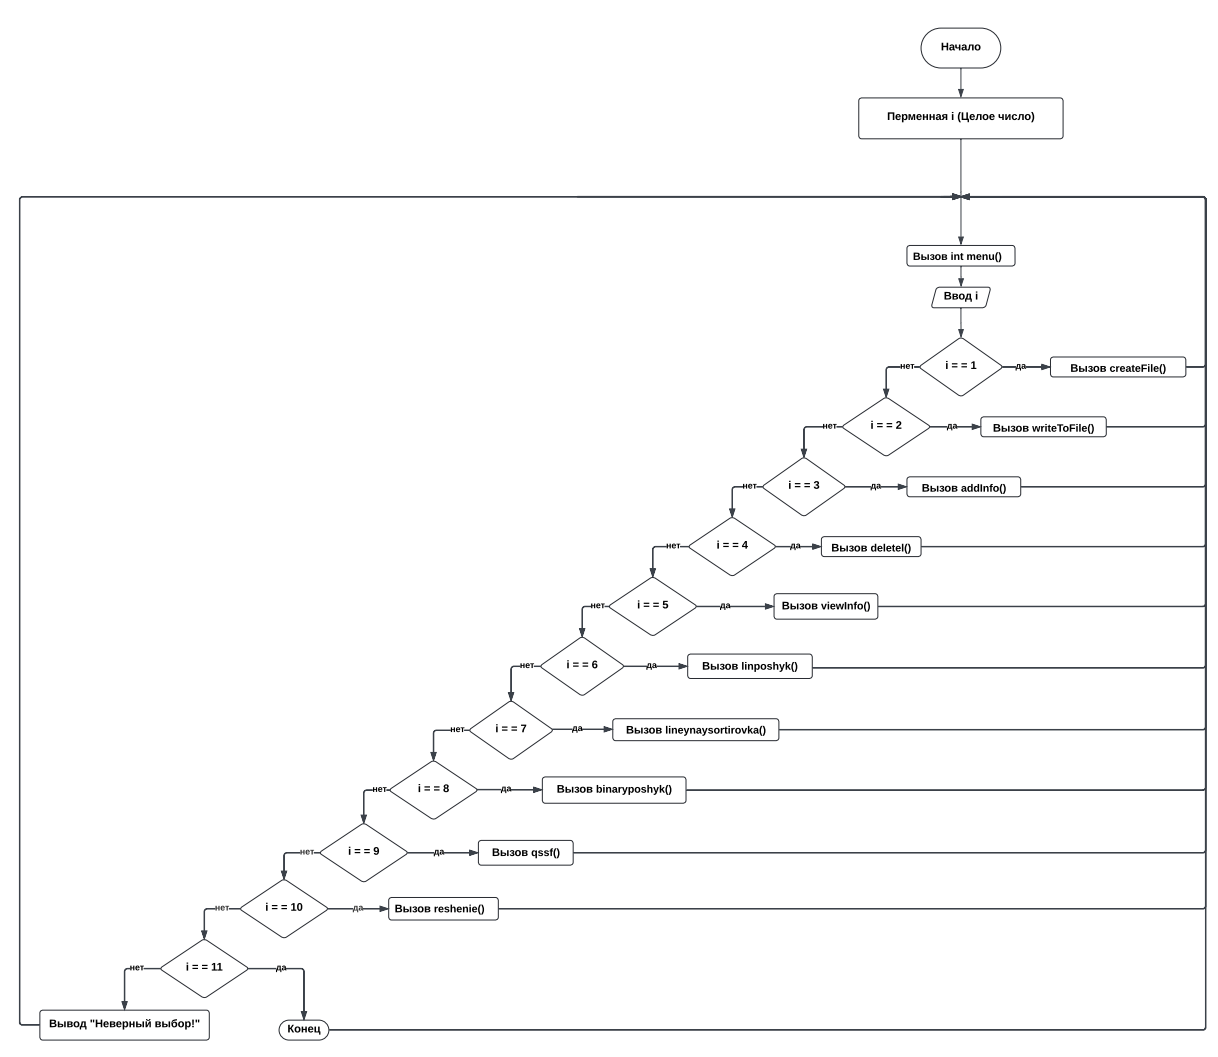 Начало
Перменная i (Целое число)
Вызов int menu()
Ввод i
нет
i = = 1
да
Вызов createFile()
нет
i = = 2
да
Вызов writeToFile()
нет
i = = 3
да
Вызов addInfo()
нет
i = = 4
да
Вызов deletel()
нет
i = = 5
да
Вызов viewInfo()
нет
i = = 6
да
Вызов linposhyk()
нет
i = = 7
да
Вызов lineynaysortirovka()
нет
i = = 8
да
Вызов binaryposhyk()
нет
i = = 9
да
Вызов qssf()
нет
i = = 10
да
Вызов reshenie()
нет
i = = 11
да
Вывод "Неверный выбор!"
Конец